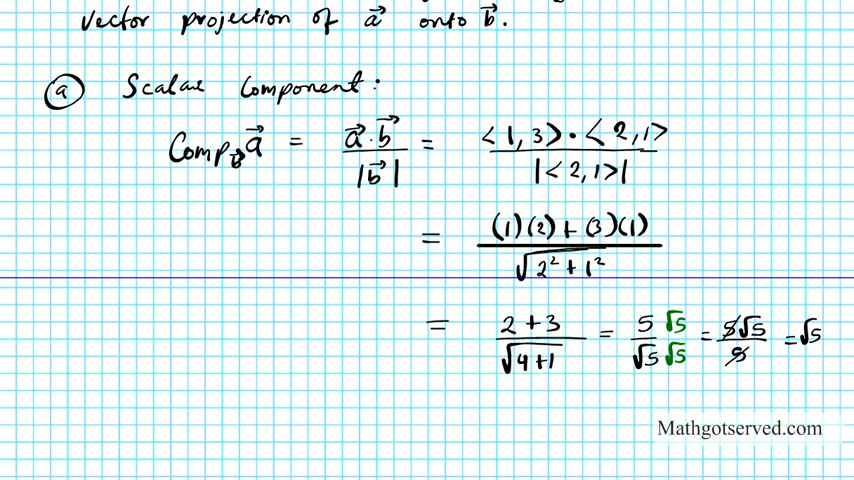 vector projection of a⃗ onto b⃗.
(a) Scalar Component:
Comp_b⃗ a⃗ = (a⃗ · b⃗)/|b⃗| = (<1, 3> · <2, 1>)/|<2, 1>|
= ((1)(2) + (3)(1))/√(2² + 1²)
= (2 + 3)/√(4+1) = 5√5/√5√5 = 5√5/5 = √5
Mathgotserved.com